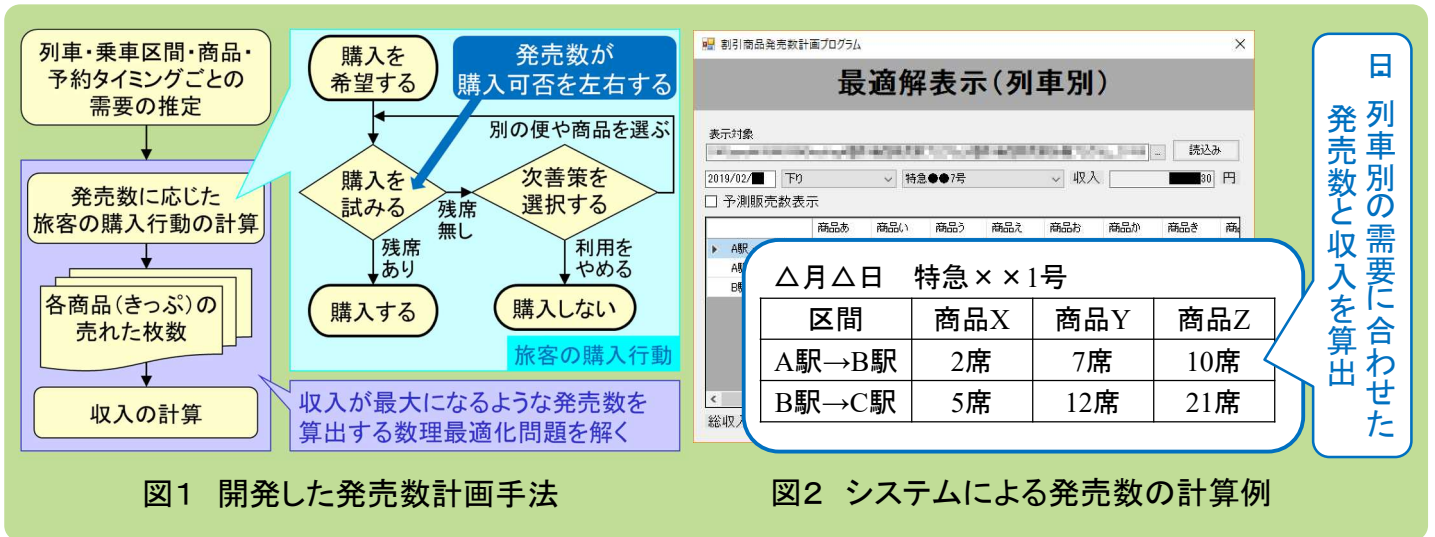 列車・乗車区間・商品・
予約タイミングごとの
需要の推定
発売数に応じた
旅客の購入行動の計算
各商品(きっぷ)の
売れた枚数
収入の計算
購入を
希望する
発売数が
購入可否を左右する
別の便や商品を選ぶ
購入を
試みる
残席
無し
次善策を
選択する
残席
あり
利用を
やめる
購入する
購入しない
旅客の購入行動
収入が最大になるような発売数を
算出する数理最適化問題を解く
図1 開発した発売数計画手法
割引商品発売数計画プログラム
最適解表示(列車別)
表示対象
... 読込み
2019/02/ 下り 特急●●7号 収入 80 円
予測販売数表示
商品あ 商品い 商品う 商品え 商品お 商品か 商品き
△月△日 特急××1号
区間 商品X 商品Y 商品Z
A駅→B駅 2席 7席 10席
B駅→C駅 5席 12席 21席
日、列車別の需要に合わせた
発売数と収入を算出
図2 システムによる発売数の計算例